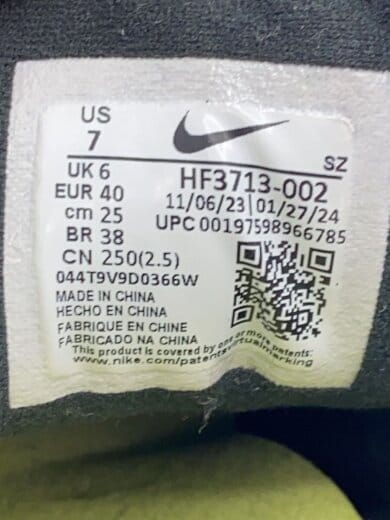 US
7
SZ
UK 6
HF3713-002
EUR 40
11/06/23|01/27/24
cm 25
UPC 00197598966785
BR 38
CN 250(2.5)
044T9V9D0366W
MADE IN CHINA
HECHO EN CHINA
FABRIQUE EN CHINE
FABRICADO NA CHINA
This product is covered by one or more patents:
www.nike.com/patentsvirtualmarking